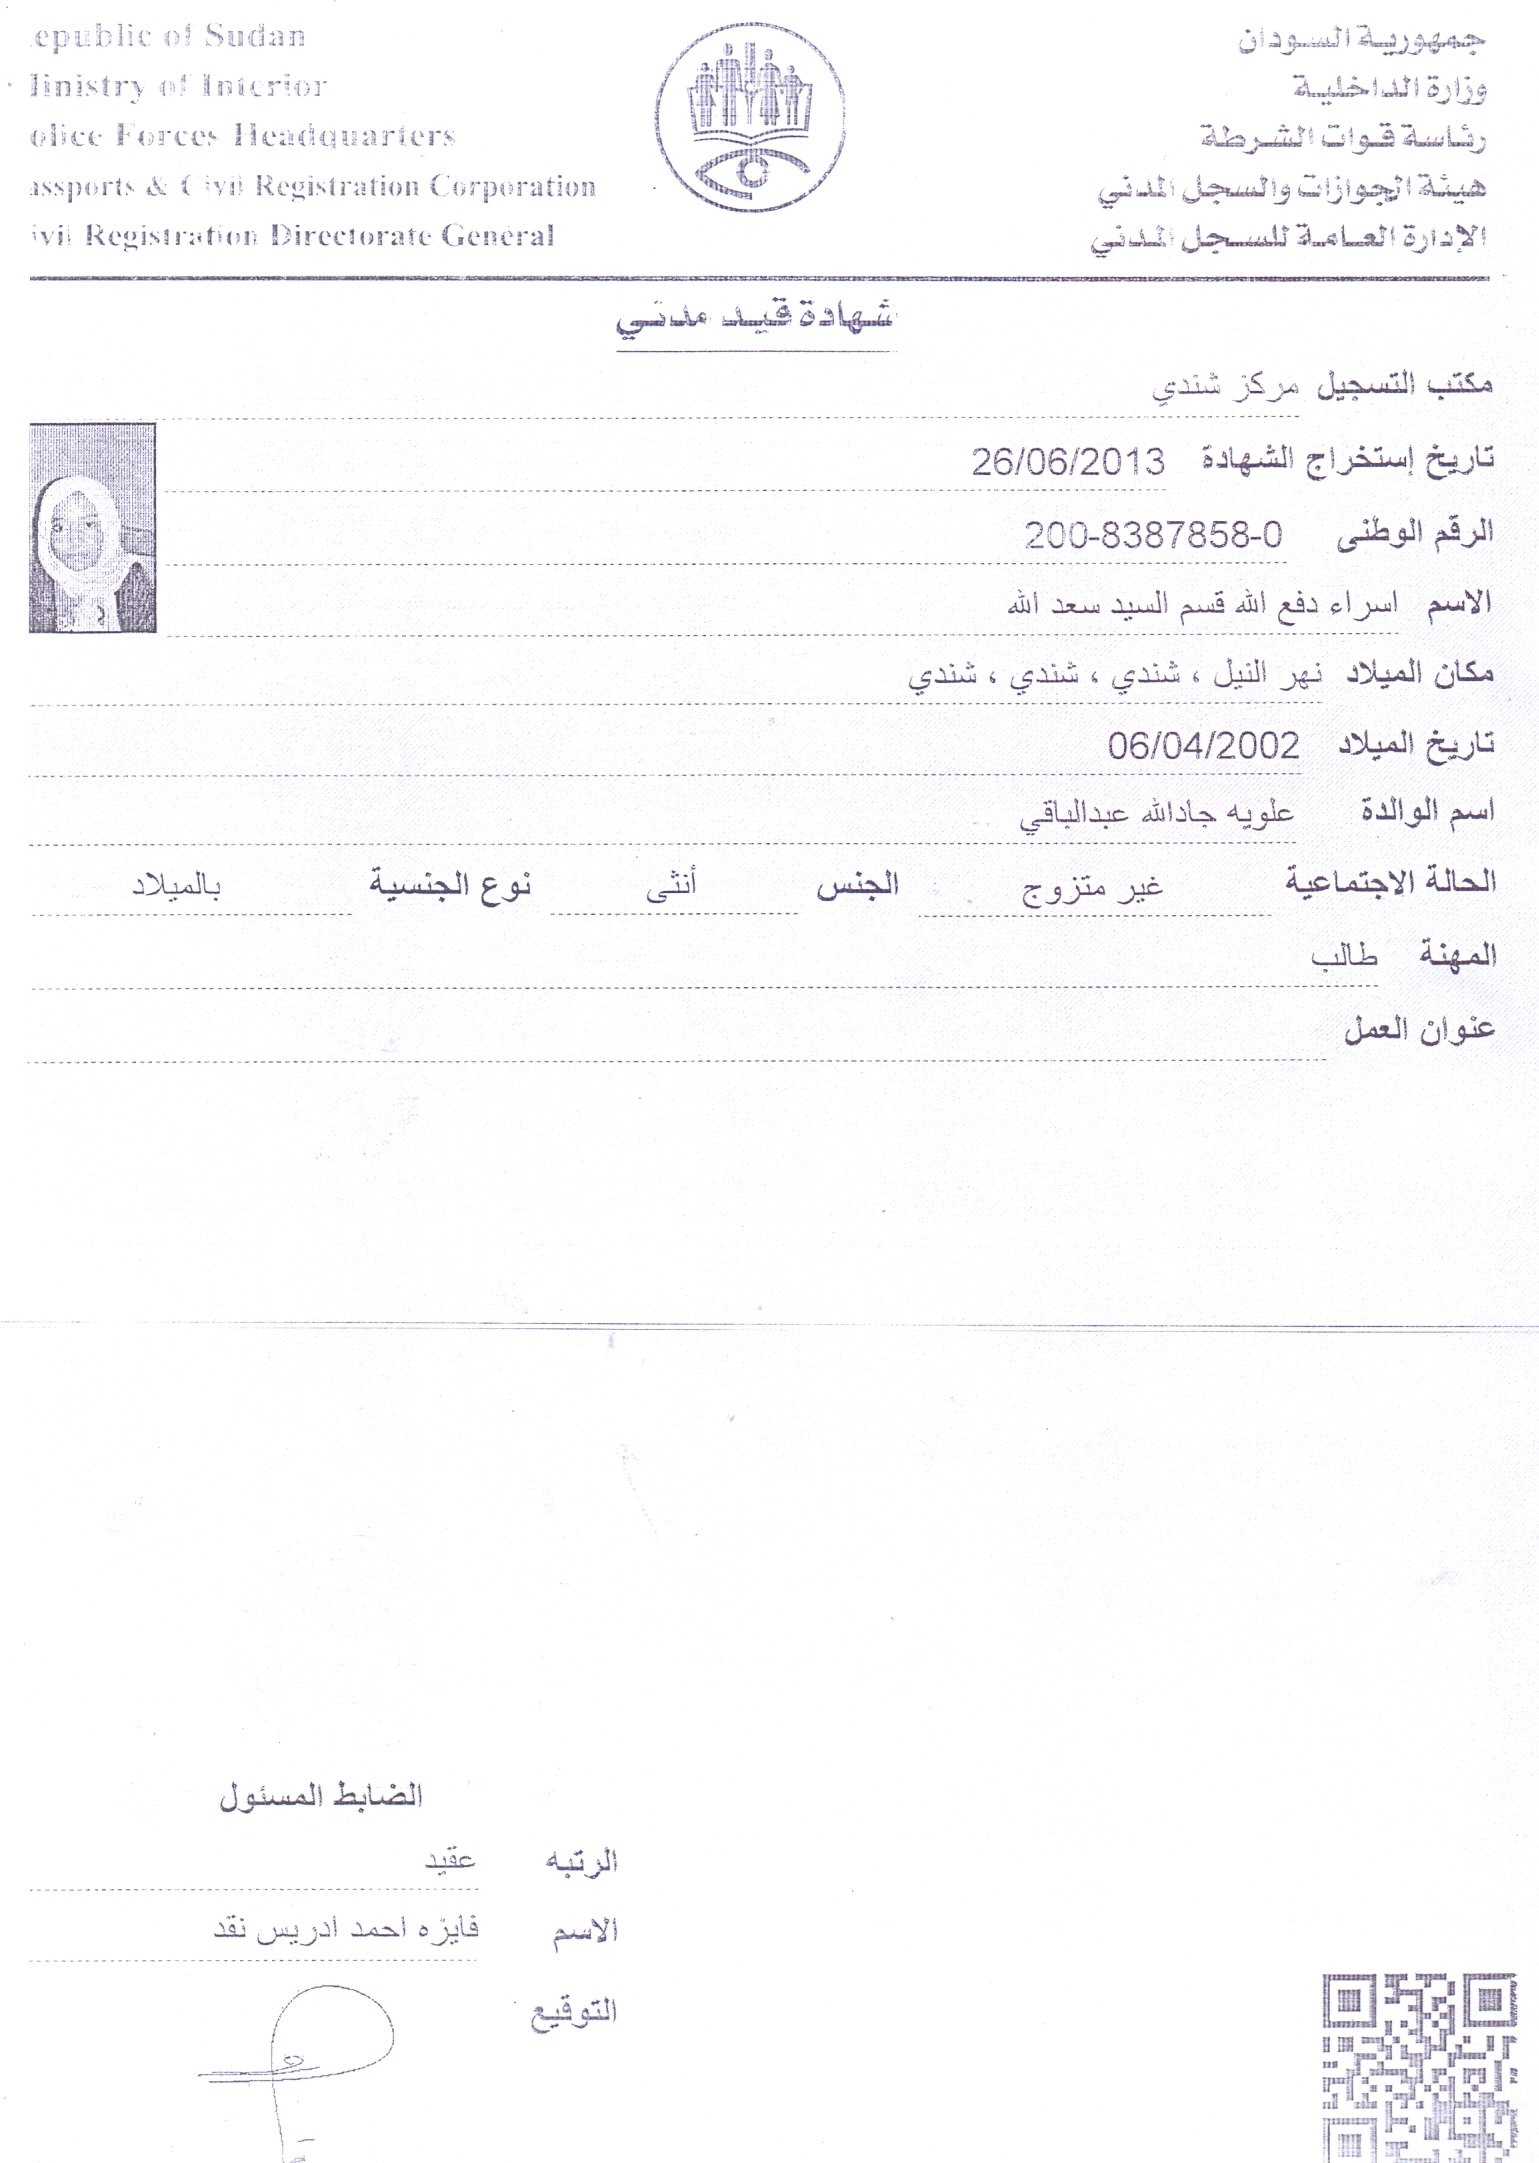 جمهورية السودان
وزارة الداخلية
رئاسة قوات الشرطة
هيئة الجوازات والسجل المدني
الإدارة العامة للسجل المدني
epublic of Sudan
inistry of Interior
olice Forces Headquarters
assports & Civil Registration Corporation
ivil Registration Directorate General
شهادة قيد مدني
مكتب التسجيل مركز شندي
تاريخ إستخراج الشهادة 26/06/2013
الرقم الوطنى 200-8387858-0
الاسم اسراء دفع الله قسم السيد سعد الله
مكان الميلاد نهر النيل ، شندي ، شندي ، شندي
تاريخ الميلاد 06/04/2002
اسم الوالدة علويه جادالله عبدالباقي
الحالة الاجتماعية غير متزوج الجنس أنثى نوع الجنسية بالميلاد
المهنة طالب
عنوان العمل
الضابط المسئول
الرتبه عقيد
الاسم فايزه احمد ادريس نقد
التوقيع